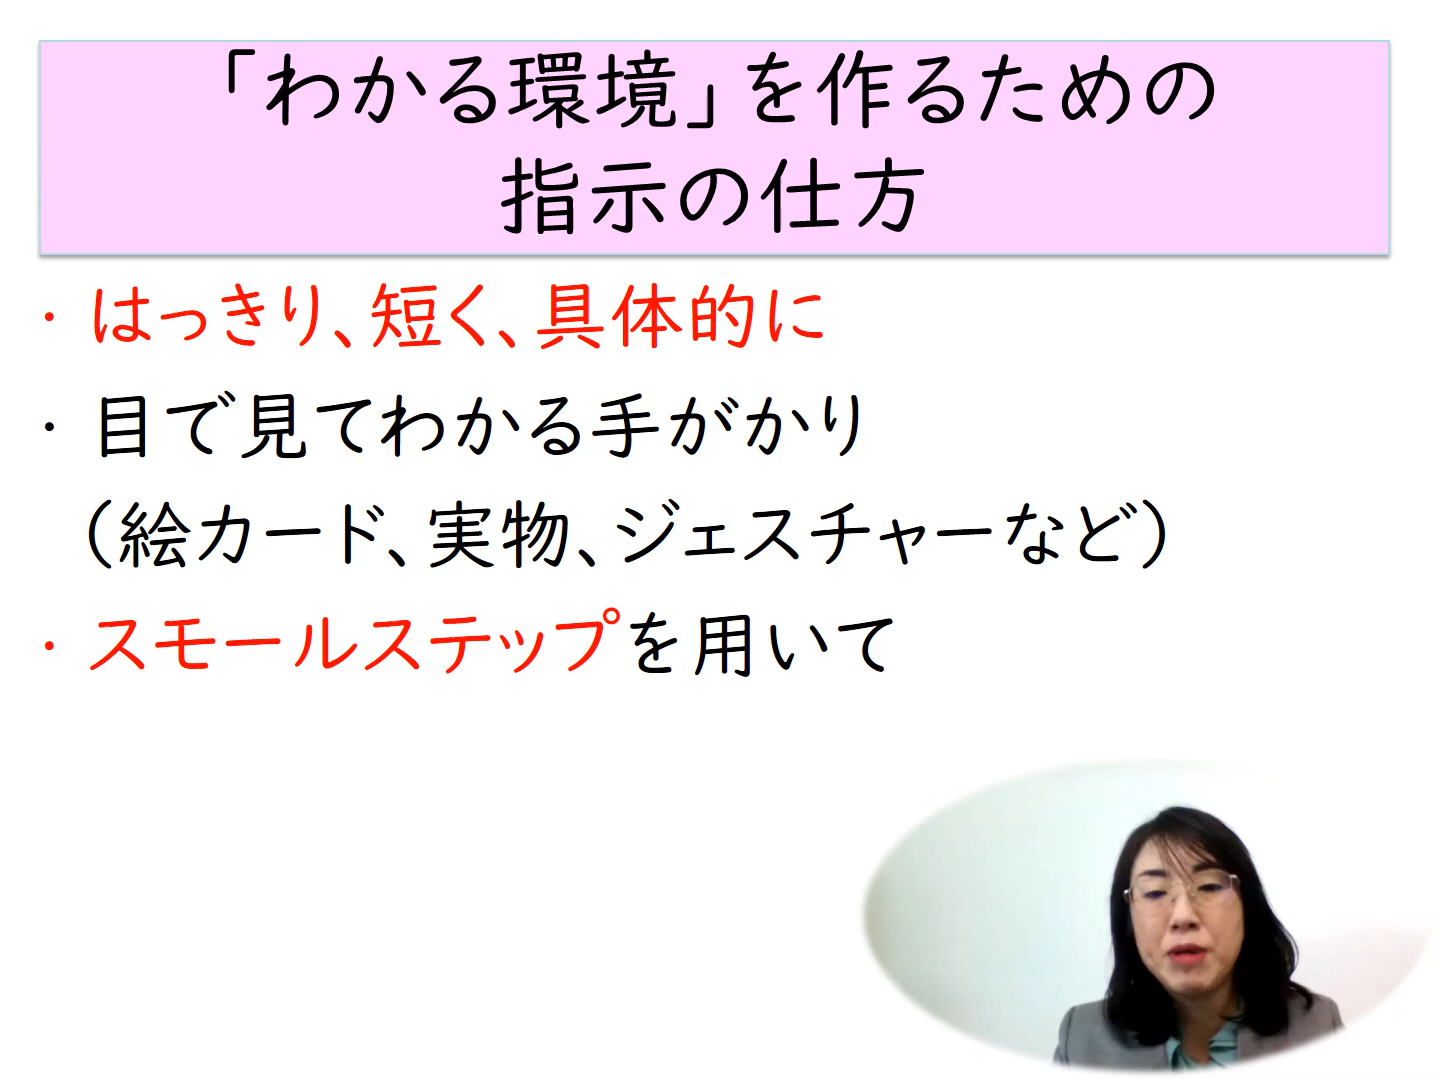 「わかる環境」を作るための
指示の仕方
・はっきり、短く、具体的に
・目で見てわかる手がかり
（絵カード、実物、ジェスチャーなど）
・スモールステップを用いて